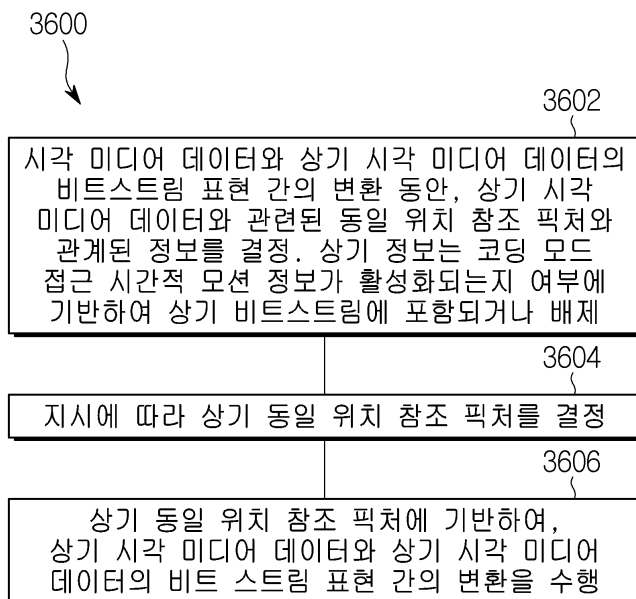 3600
3602
시각 미디어 데이터와 상기 시각 미디어 데이터의
비트스트림 표현 간의 변환 동안, 상기 시각
미디어 데이터와 관련된 동일 위치 참조 픽처와
관계된 정보를 결정. 상기 정보는 코딩 모드
접근 시간적 모션 정보가 활성화되는지 여부에
기반하여 상기 비트스트림에 포함되거나 배제
3604
지시에 따라 상기 동일 위치 참조 픽처를 결정
3606
상기 동일 위치 참조 픽처에 기반하여,
상기 시각 미디어 데이터와 상기 시각 미디어
데이터의 비트 스트림 표현 간의 변환을 수행